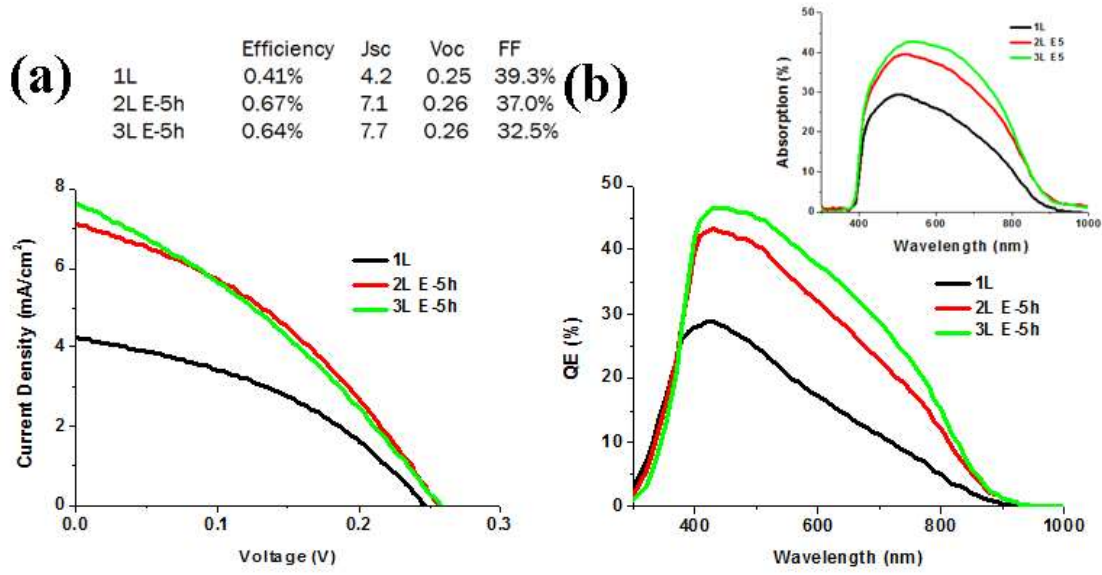 (a)
Efficiency Jsc Voc FF
1L 0.41% 4.2 0.25 39.3%
2L E-5h 0.67% 7.1 0.26 37.0%
3L E-5h 0.64% 7.7 0.26 32.5%
8
6
4
2
0
0.0 0.1 0.2 0.3
Current Density (mA/cm²)
Voltage (V)
1L
2L E-5h
3L E-5h
(b)
50
40
30
20
10
0
400 600 800 1000
Absorption (%)
Wavelength (nm)
1L
2L E5
3L E5
50
40
30
20
10
0
400 600 800 1000
QE (%)
Wavelength (nm)
1L
2L E-5h
3L E-5h